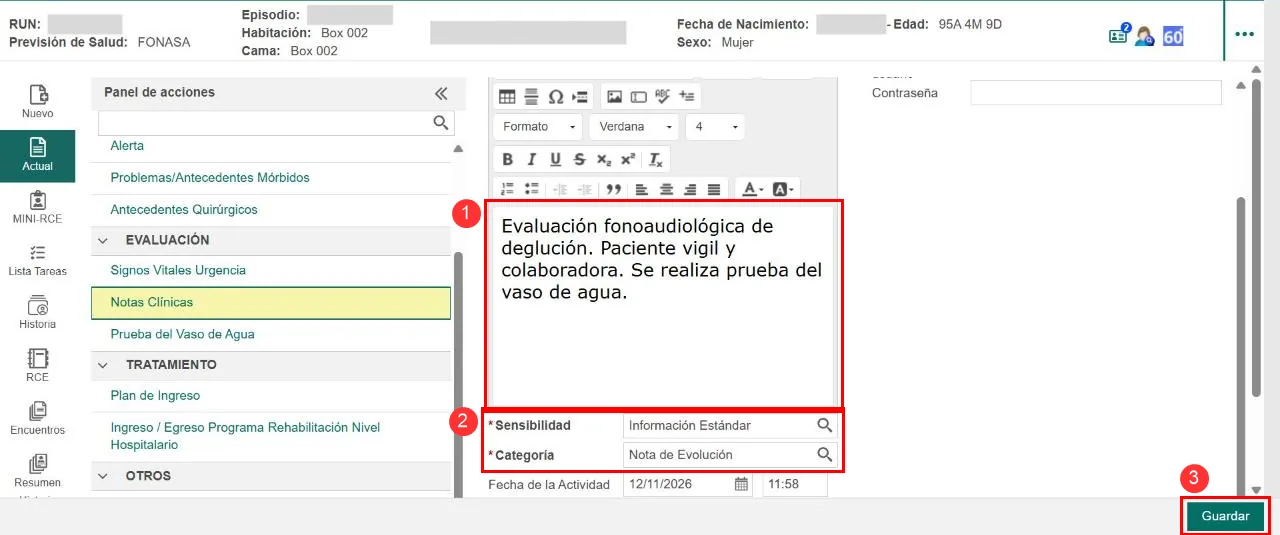 RUN:
Previsión de Salud: FONASA
Episodio:
Habitación: Box 002
Cama: Box 002
Fecha de Nacimiento: - Edad: 95A 4M 9D
Sexo: Mujer
2
60
Nuevo
Actual
MINI-RCE
Lista Tareas
Historia
RCE
Encuentros
Resumen
Panel de acciones
Alerta
Problemas/Antecedentes Mórbidos
Antecedentes Quirúrgicos
EVALUACIÓN
Signos Vitales Urgencia
Notas Clínicas
Prueba del Vaso de Agua
TRATAMIENTO
Plan de Ingreso
Ingreso / Egreso Programa Rehabilitación Nivel
Hospitalario
OTROS
ABC
Formato Verdana 4
B I U S x₂ x² Tx
A A
1
Evaluación fonoaudiológica de
deglución. Paciente vigil y
colaboradora. Se realiza prueba del
vaso de agua.
2
* Sensibilidad Información Estándar
* Categoría Nota de Evolución
Fecha de la Actividad 12/11/2026 11:58
Contraseña
3
Guardar